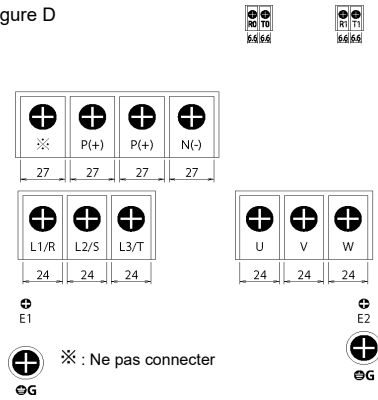 gure D
R0 T0 R1 T1
6.6 6.6 6.6 6.6
※ P(+) P(+) N(-)
27 27 27 27
L1/R L2/S L3/T U V W
24 24 24 24 24 24
E1 E2
※ : Ne pas connecter
G G